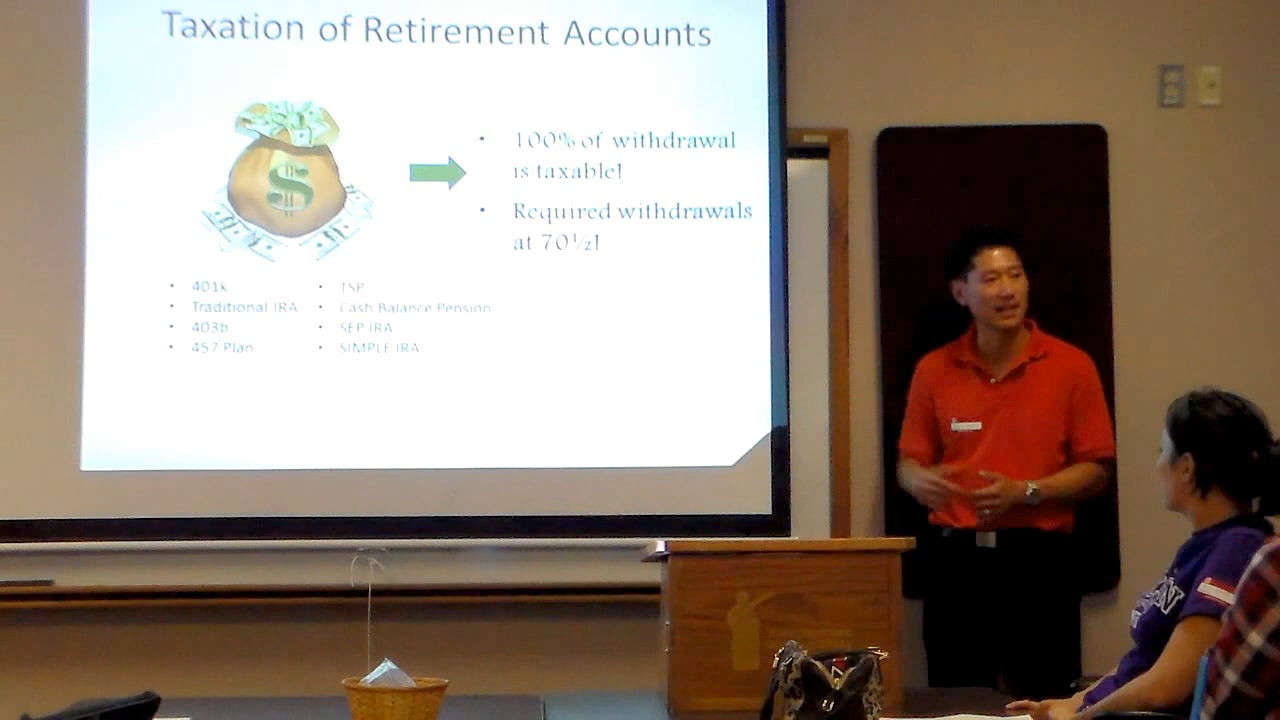 Taxation of Retirement Accounts
$
• 100% of withdrawal
is taxable!
• Required withdrawals
at 70½!
• 401k
• Traditional IRA
• 403b
• 457 Plan
• TSP
• Cash Balance Pension
• SEP IRA
• SIMPLE IRA